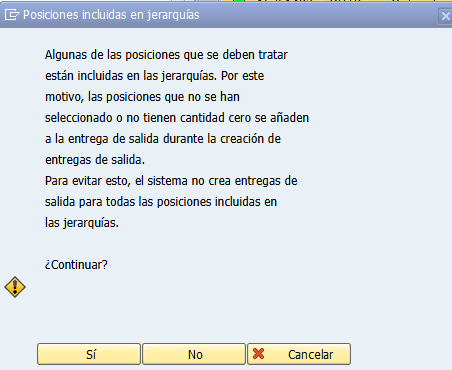 Posiciones incluidas en jerarquías
Algunas de las posiciones que se deben tratar
están incluidas en las jerarquías. Por este
motivo, las posiciones que no se han
seleccionado o no tienen cantidad cero se añaden
a la entrega de salida durante la creación de
entregas de salida.
Para evitar esto, el sistema no crea entregas de
salida para todas las posiciones incluidas en
las jerarquías.
¿Continuar?
Sí
No
Cancelar